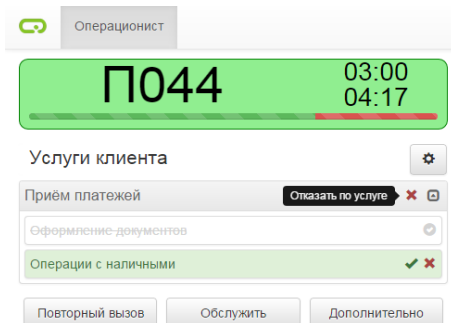 Операционист
П044
03:00
04:17
Услуги клиента
Приём платежей
Отказать по услуге
Оформление документов
Операции с наличными
Повторный вызов
Обслужить
Дополнительно